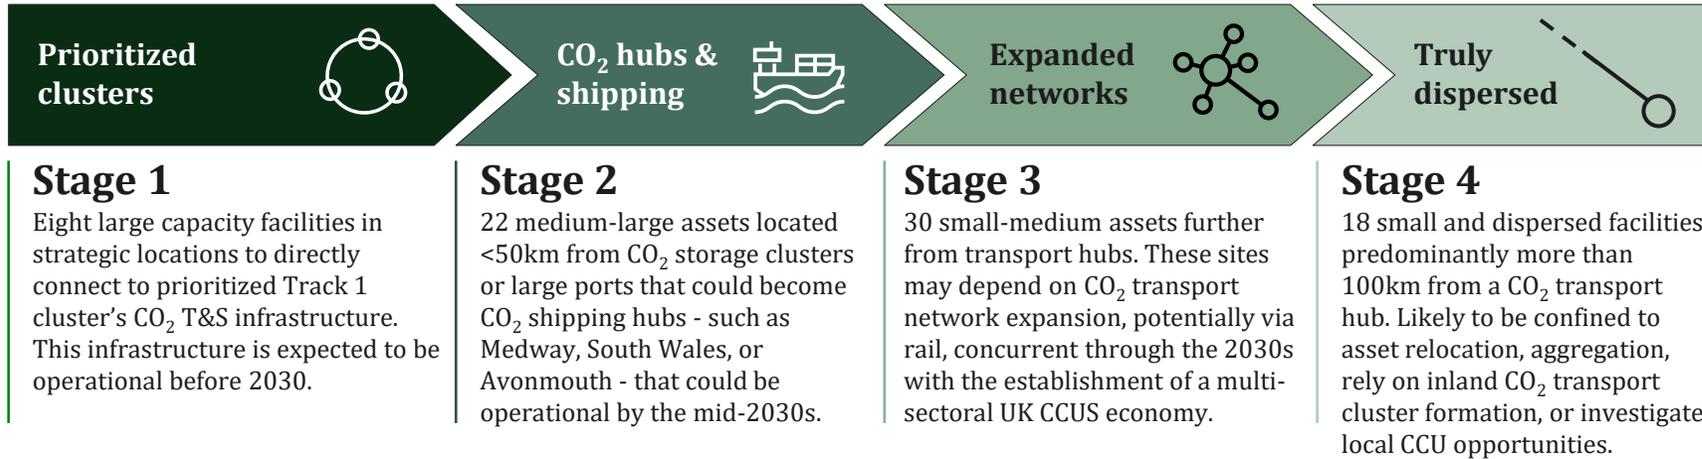 Prioritized
clusters
CO₂ hubs &
shipping
Expanded
networks
Truly
dispersed
Stage 1
Eight large capacity facilities in
strategic locations to directly
connect to prioritized Track 1
cluster's CO₂ T&S infrastructure.
This infrastructure is expected to be
operational before 2030.
Stage 2
22 medium-large assets located
<50km from CO₂ storage clusters
or large ports that could become
CO₂ shipping hubs - such as
Medway, South Wales, or
Avonmouth - that could be
operational by the mid-2030s.
Stage 3
30 small-medium assets further
from transport hubs. These sites
may depend on CO₂ transport
network expansion, potentially via
rail, concurrent through the 2030s
with the establishment of a multi-
sectoral UK CCUS economy.
Stage 4
18 small and dispersed facilities
predominantly more than
100km from a CO₂ transport
hub. Likely to be confined to
asset relocation, aggregation,
rely on inland CO₂ transport
cluster formation, or investigate
local CCU opportunities.